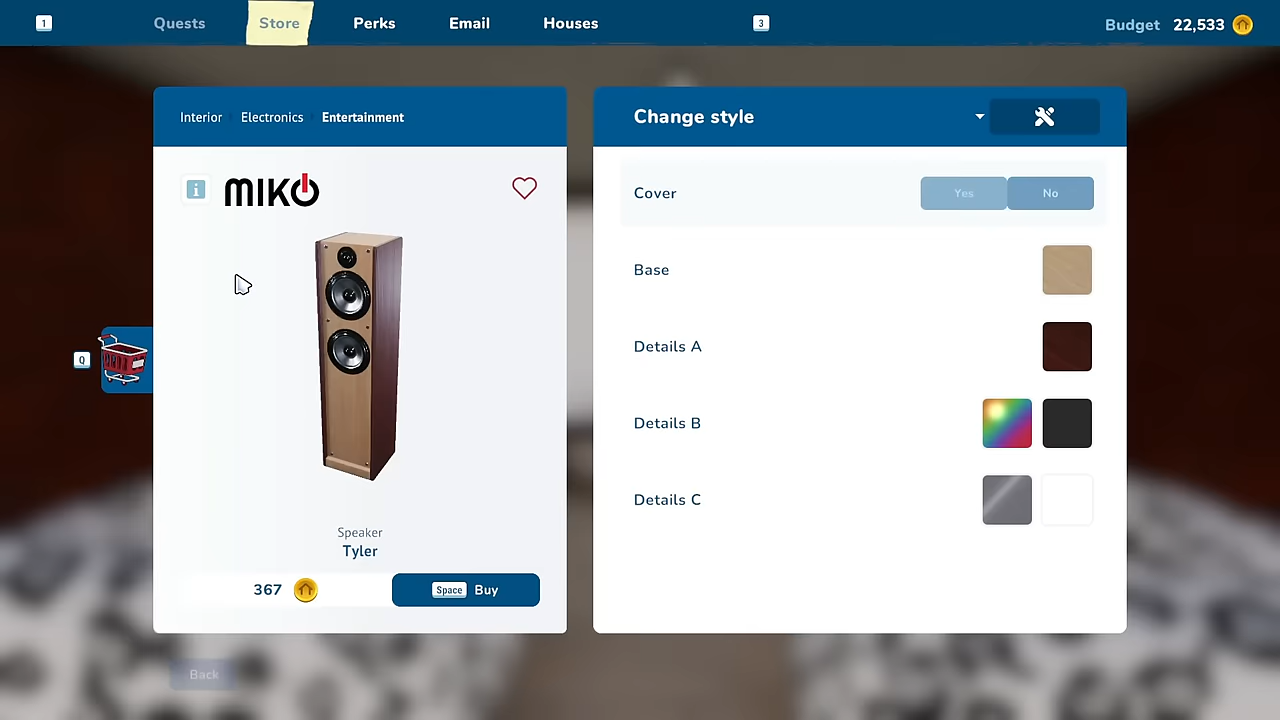 1 Quests Store Perks Email Houses 3 Budget 22,533
Interior Electronics Entertainment
Change style
i MIKO
Cover Yes No
Base
Q
Details A
Details B
Details C
Speaker
Tyler
367 Space Buy
Back